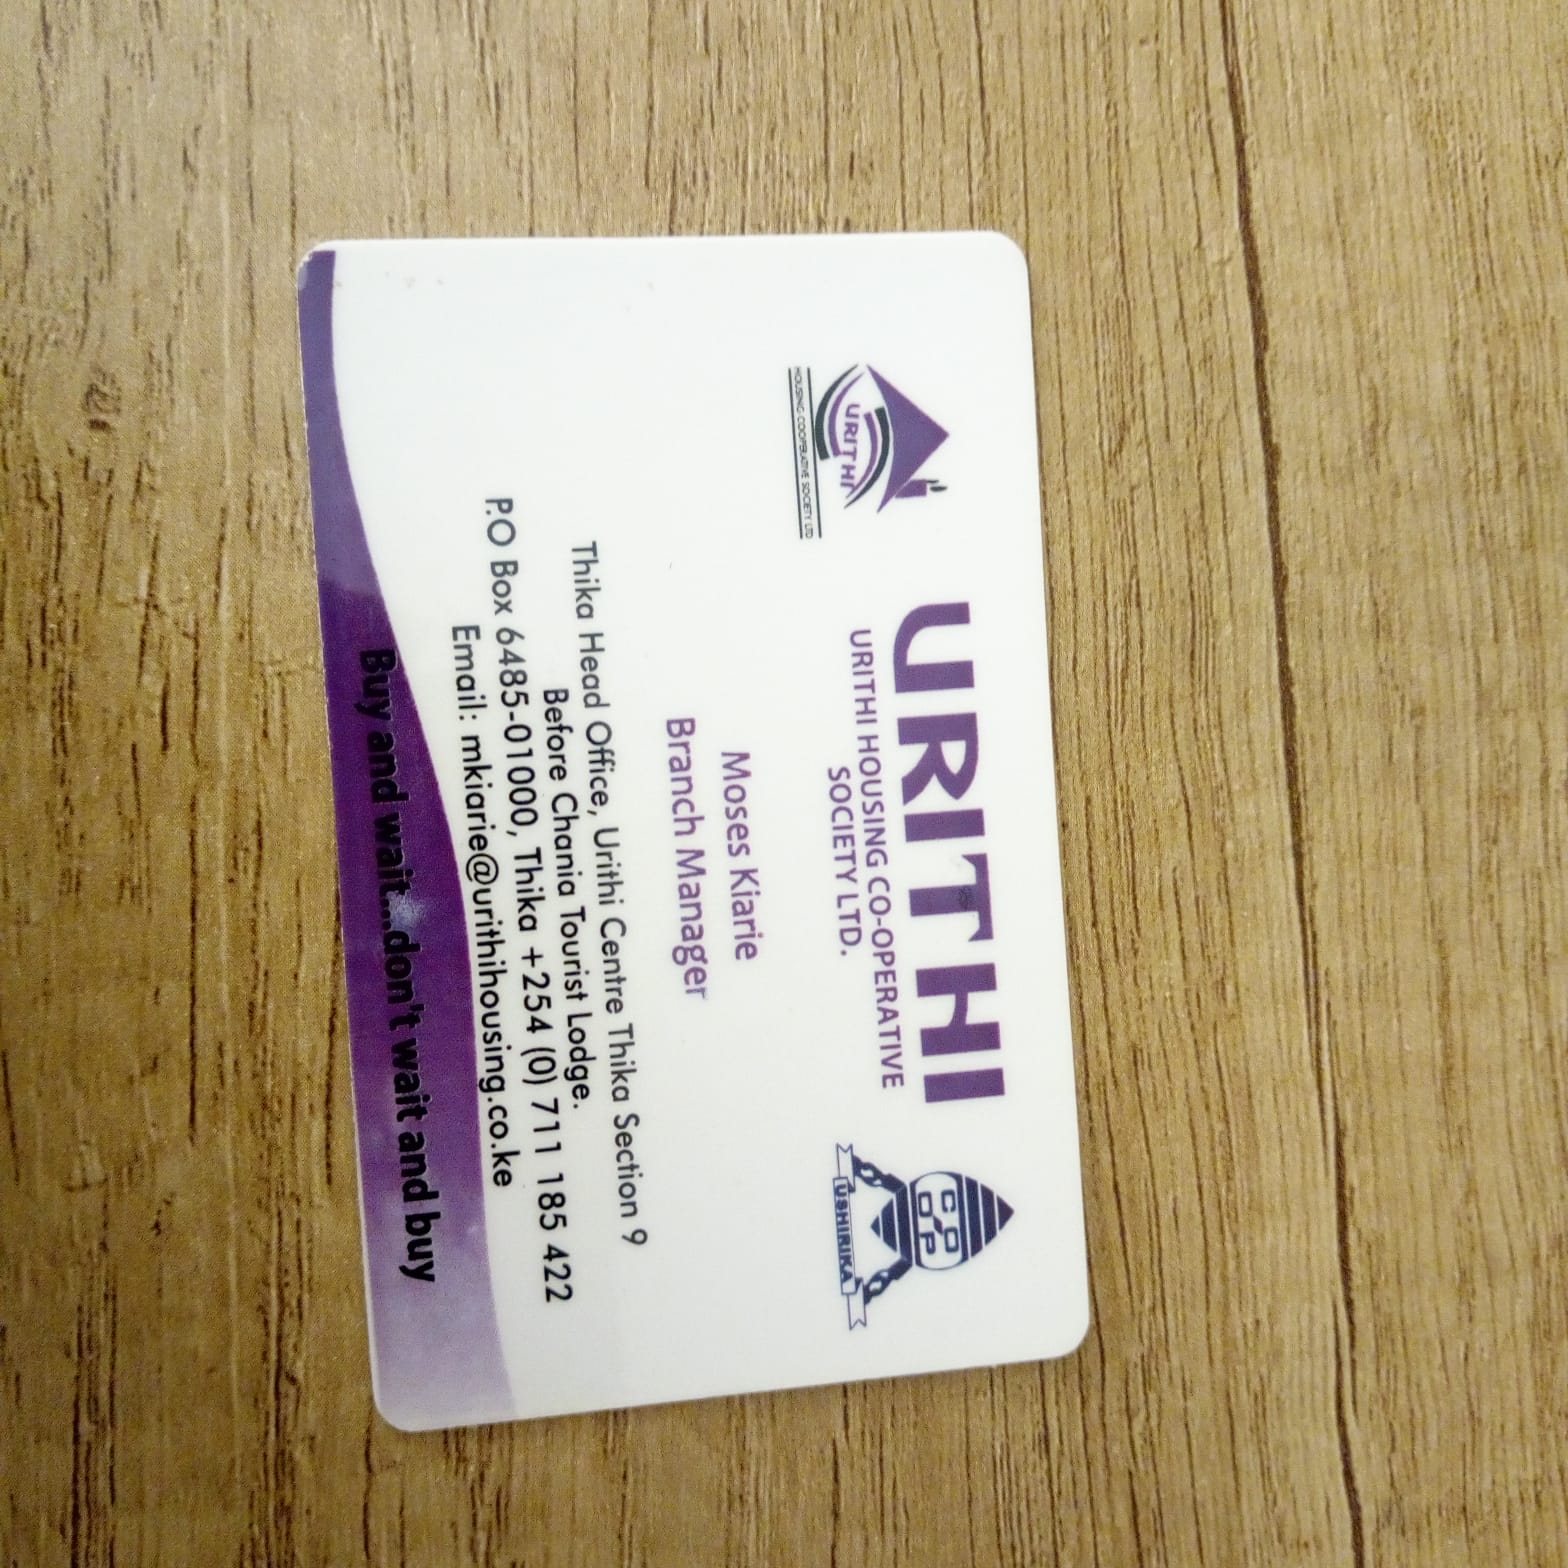 URITHI
HOUSING COOPERATIVE SOCIETY LTD
URITHI
URITHI HOUSING CO-OPERATIVE
SOCIETY LTD.
COOP
USHIRIKA
Moses Kiarie
Branch Manager
Thika Head Office, Urithi Centre Thika Section 9
Before Chania Tourist Lodge.
P.O Box 6485-01000, Thika +254 (0) 711 185 422
Email: mkiarie@urithihousing.co.ke
Buy and wait...don't wait and buy